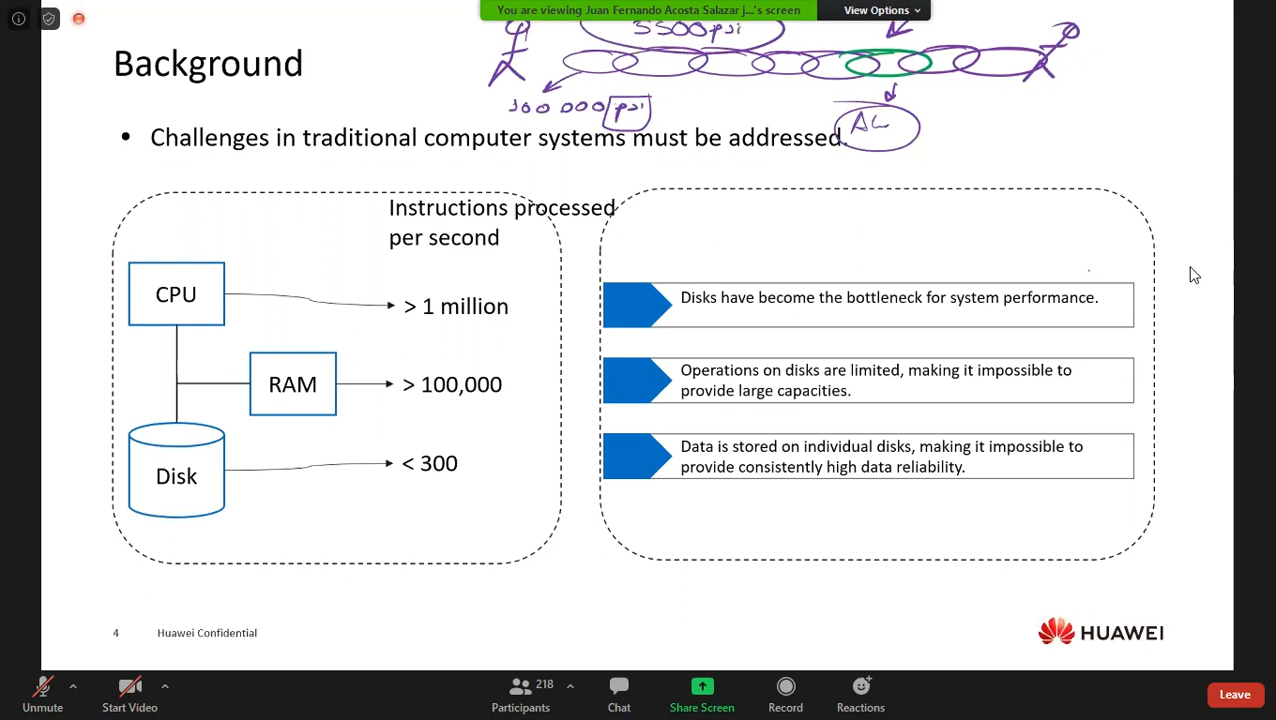 You are viewing Juan Fernando Acosta Salazar j...'s screen
View Options
Background
5500psi
100 000 psi
AC
• Challenges in traditional computer systems must be addressed.
Instructions processed
per second
CPU
> 1 million
RAM
> 100,000
Disk
< 300
Disks have become the bottleneck for system performance.
Operations on disks are limited, making it impossible to
provide large capacities.
Data is stored on individual disks, making it impossible to
provide consistently high data reliability.
4
Huawei Confidential
HUAWEI
Unmute
Start Video
218
Participants
Chat
Share Screen
Record
Reactions
Leave